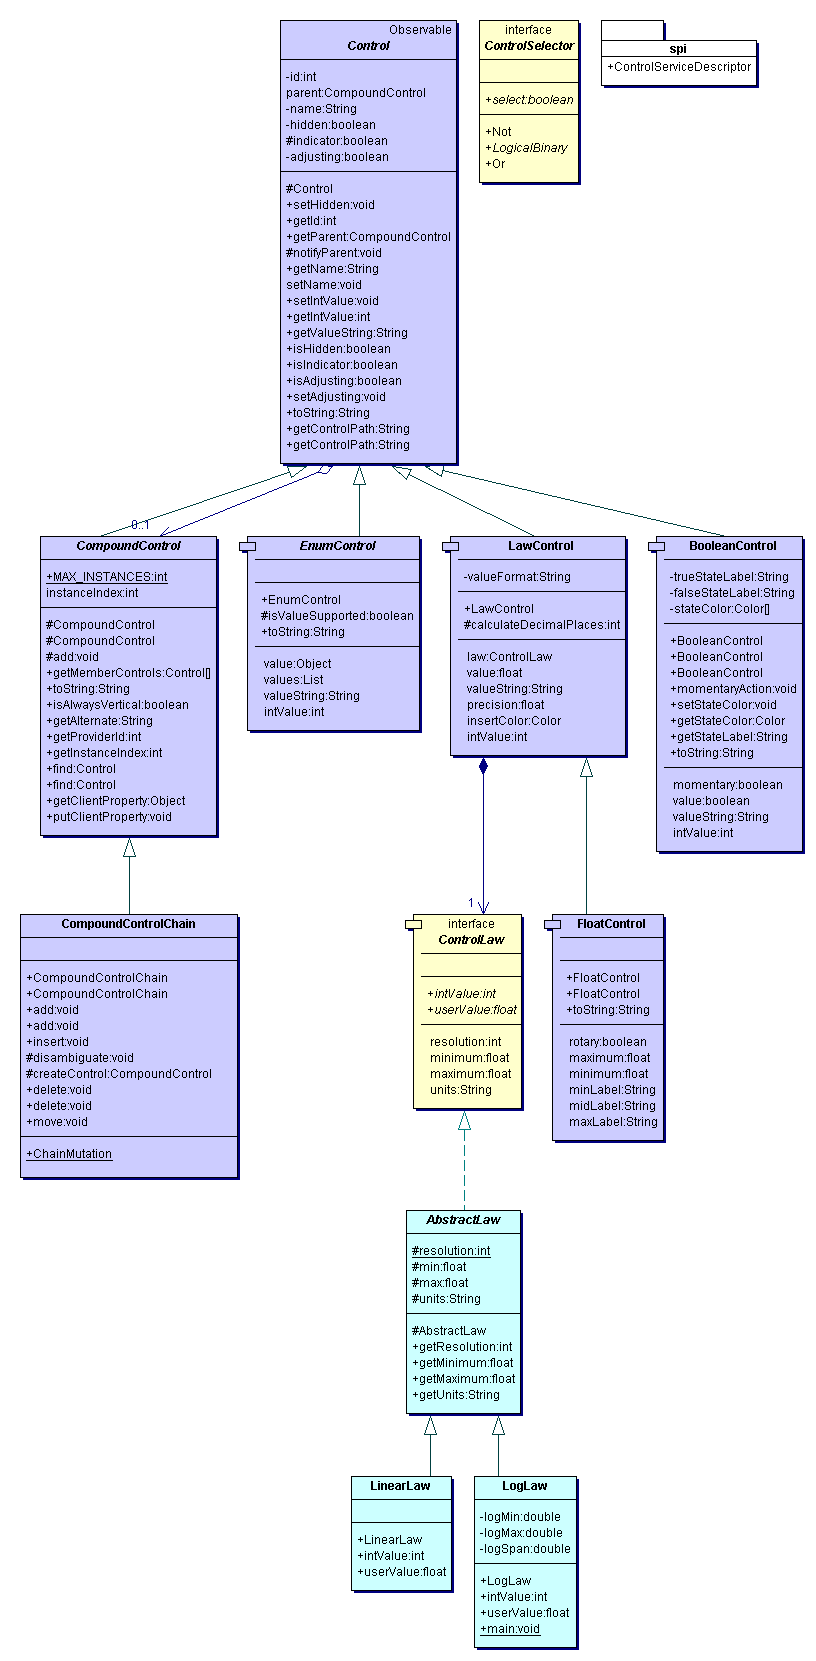 Observable
Control
-id:int
parent:CompoundControl
-name:String
-hidden:boolean
#indicator:boolean
-adjusting:boolean
#Control
+setHidden:void
+getId:int
+getParent:CompoundControl
#notifyParent:void
+getName:String
setName:void
+setIntValue:void
+getIntValue:int
+getValueString:String
+isHidden:boolean
+isIndicator:boolean
+isAdjusting:boolean
+setAdjusting:void
+toString:String
+getControlPath:String
+getControlPath:String
interface
ControlSelector
+select:boolean
+Not
+LogicalBinary
+Or
spi
+ControlServiceDescriptor
0..1
CompoundControl
+MAX_INSTANCES:int
instanceIndex:int
#CompoundControl
#CompoundControl
#add:void
+getMemberControls:Control[]
+toString:String
+isAlwaysVertical:boolean
+getAlternate:String
+getProviderId:int
+getInstanceIndex:int
+find:Control
+find:Control
+getClientProperty:Object
+putClientProperty:void
EnumControl
+EnumControl
#isValueSupported:boolean
+toString:String
value:Object
values:List
valueString:String
intValue:int
LawControl
-valueFormat:String
+LawControl
#calculateDecimalPlaces:int
law:ControlLaw
value:float
valueString:String
precision:float
insertColor:Color
intValue:int
BooleanControl
-trueStateLabel:String
-falseStateLabel:String
-stateColor:Color[]
+BooleanControl
+BooleanControl
+BooleanControl
+momentaryAction:void
+setStateColor:void
+getStateColor:Color
+getStateLabel:String
+toString:String
momentary:boolean
value:boolean
valueString:String
intValue:int
CompoundControlChain
+CompoundControlChain
+CompoundControlChain
+add:void
+add:void
+insert:void
#disambiguate:void
#createControl:CompoundControl
+delete:void
+delete:void
+move:void
+ChainMutation
1
interface
ControlLaw
+intValue:int
+userValue:float
resolution:int
minimum:float
maximum:float
units:String
FloatControl
+FloatControl
+FloatControl
+toString:String
rotary:boolean
maximum:float
minimum:float
minLabel:String
midLabel:String
maxLabel:String
AbstractLaw
#resolution:int
#min:float
#max:float
#units:String
#AbstractLaw
+getResolution:int
+getMinimum:float
+getMaximum:float
+getUnits:String
LinearLaw
+LinearLaw
+intValue:int
+userValue:float
LogLaw
-logMin:double
-logMax:double
-logSpan:double
+LogLaw
+intValue:int
+userValue:float
+main:void